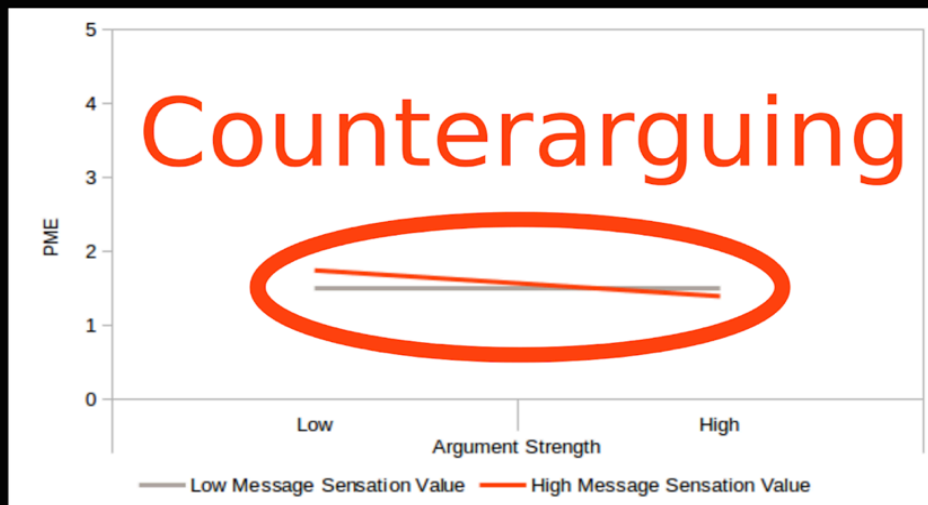 5
4
Counterarguing
3
PME
2
1
0
Low High
Argument Strength
Low Message Sensation Value High Message Sensation Value